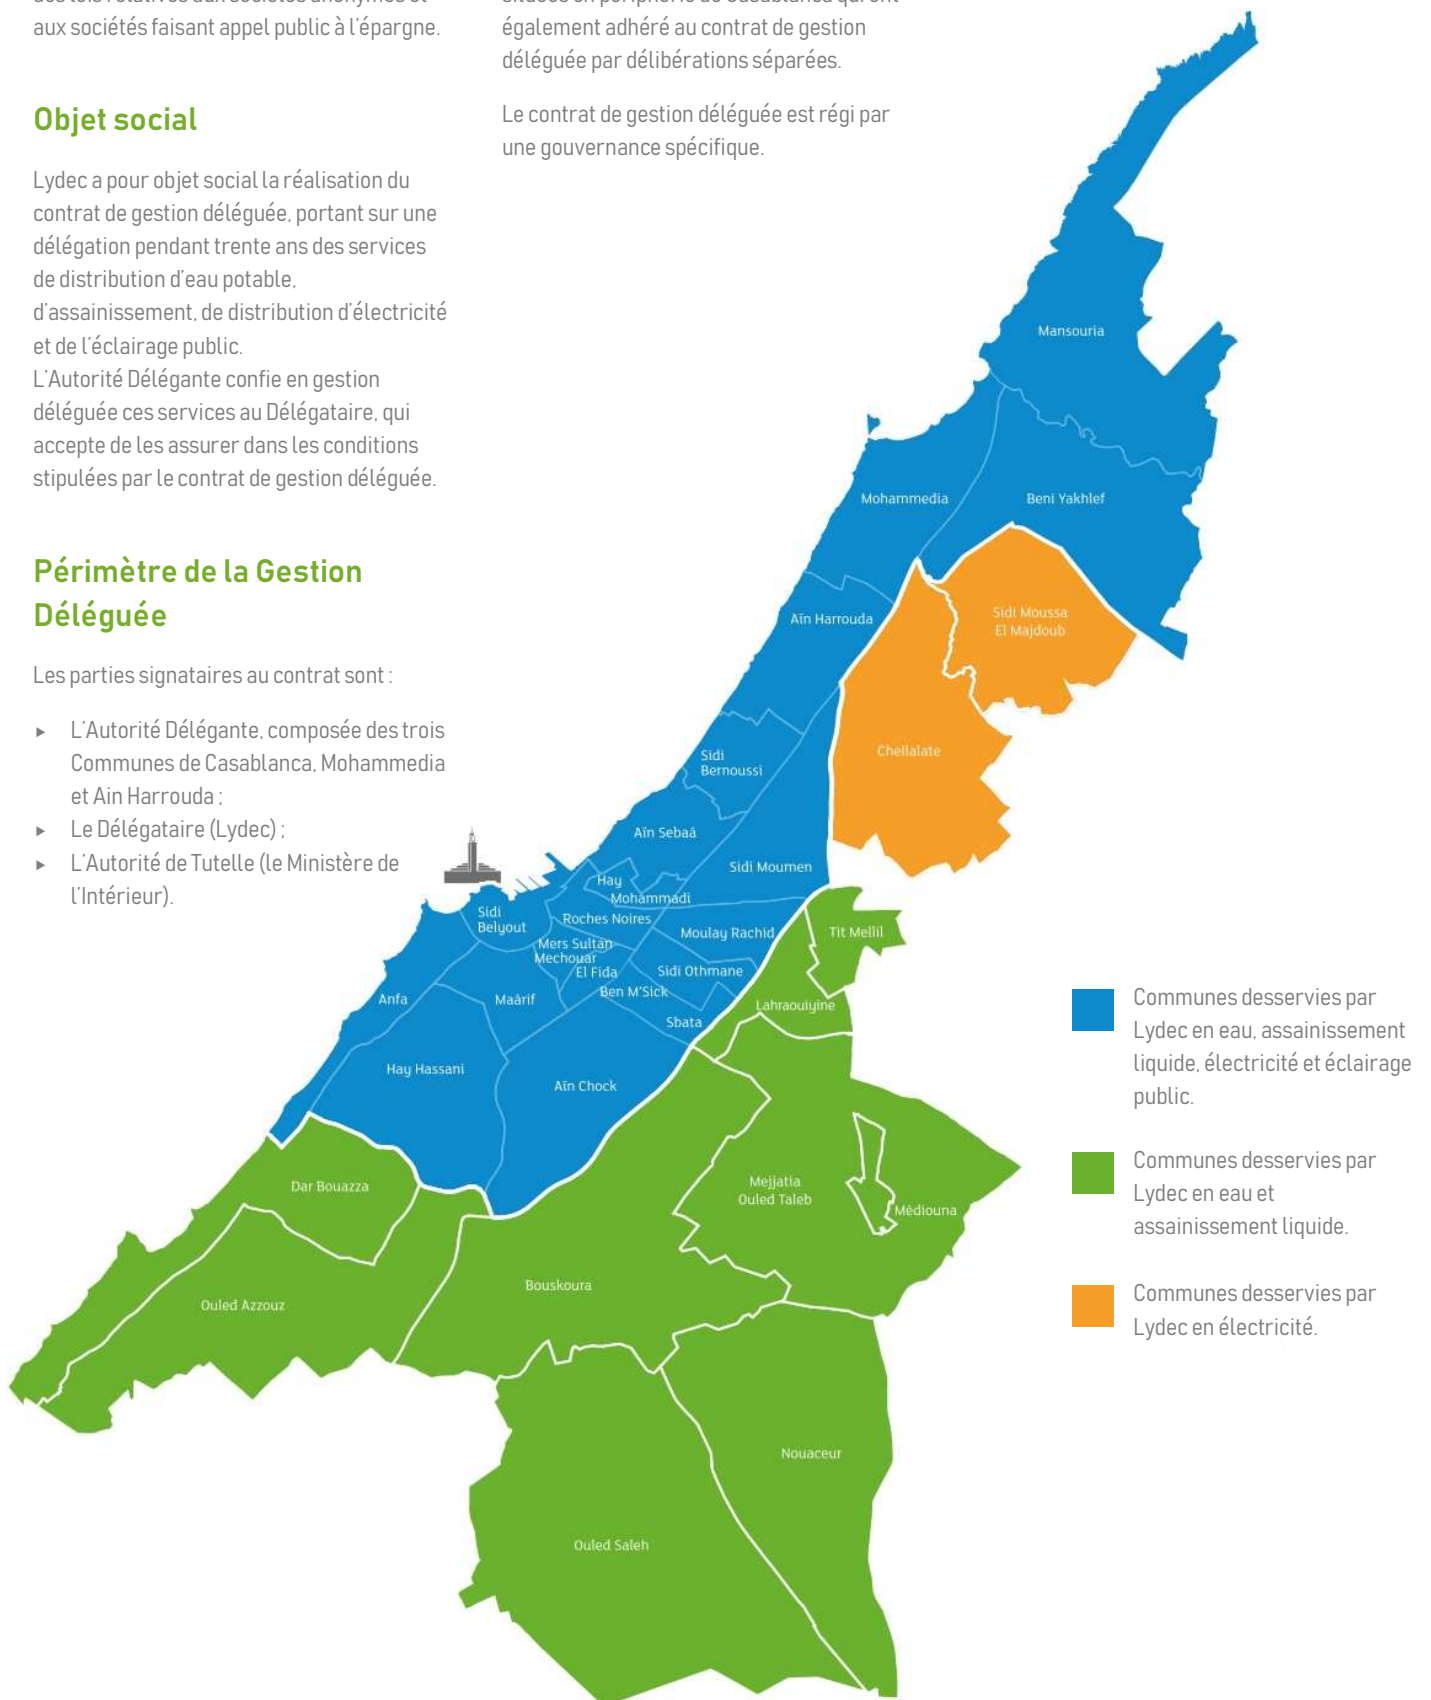 aux sociétés faisant appel public à l'épargne.
Objet social
Lydec a pour objet social la réalisation du
contrat de gestion déléguée, portant sur une
délégation pendant trente ans des services
de distribution d'eau potable,
d'assainissement, de distribution d'électricité
et de l'éclairage public.
L'Autorité Délégante confie en gestion
déléguée ces services au Délégataire, qui
accepte de les assurer dans les conditions
stipulées par le contrat de gestion déléguée.
Périmètre de la Gestion
Déléguée
Les parties signataires au contrat sont :
▸ L'Autorité Délégante, composée des trois
Communes de Casablanca, Mohammedia
et Ain Harrouda ;
▸ Le Délégataire (Lydec) ;
▸ L'Autorité de Tutelle (le Ministère de
l'Intérieur).
également adhéré au contrat de gestion
déléguée par délibérations séparées.
Le contrat de gestion déléguée est régi par
une gouvernance spécifique.
Mansouria
Mohammedia
Beni Yakhlef
Aïn Harrouda
Sidi Moussa
El Majdoub
Chellalate
Sidi
Bernoussi
Aïn Sebaâ
Sidi Moumen
Hay
Mohammadi
Sidi
Belyout
Roches Noires
Moulay Rachid
Tit Mellil
Mers Sultan
Mechouar
El Fida
Sidi Othmane
Ben M'Sick
Anfa
Maârif
Lahraouiyine
Sbata
Hay Hassani
Aïn Chock
Dar Bouazza
Mejjatia
Ouled Taleb
Médiouna
Bouskoura
Ouled Azzouz
Nouaceur
Ouled Saleh
Communes desservies par
Lydec en eau, assainissement
liquide, électricité et éclairage
public.
Communes desservies par
Lydec en eau et
assainissement liquide.
Communes desservies par
Lydec en électricité.